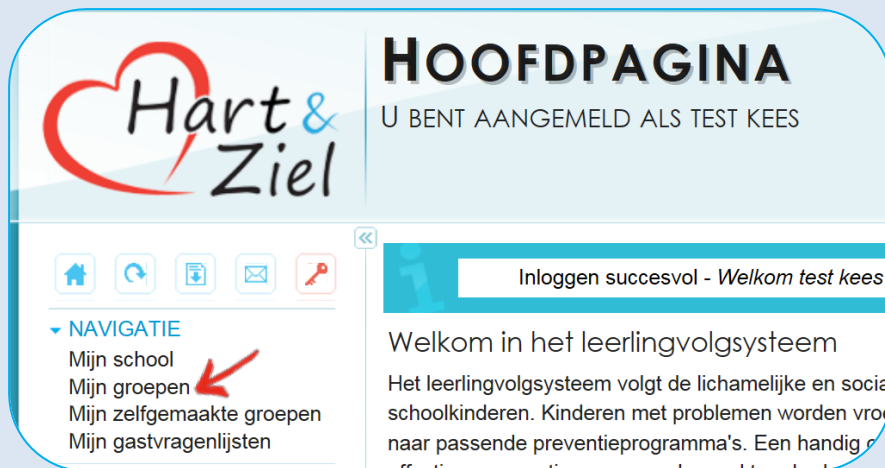 Hart &
Ziel
HOOFDPAGINA
U BENT AANGEMELD ALS TEST KEES
Inloggen succesvol - Welkom test kees
NAVIGATIE
Mijn school
Mijn groepen
Mijn zelfgemaakte groepen
Mijn gastvragenlijsten
Welkom in het leerlingvolgsysteem
Het leerlingvolgsysteem volgt de lichamelijke en socia
schoolkinderen. Kinderen met problemen worden vroe
naar passende preventieprogramma's. Een handig